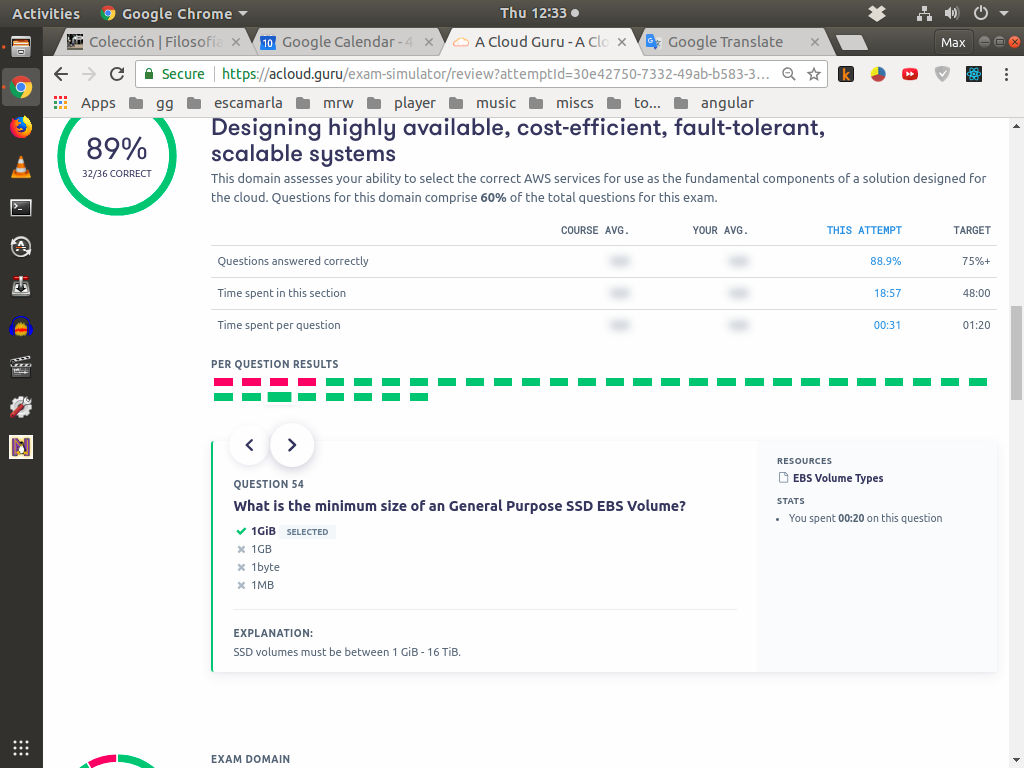 Activities Google Chrome Thu 12:33
Colección | Filosofía Google Calendar - 4 A Cloud Guru - A Clo Google Translate Max
Secure https://acloud.guru/exam-simulator/review?attemptId=30e42750-7332-49ab-b583-3...
Apps gg escamarla mrw player music miscs to... angular
89%
32/36 CORRECT
Designing highly available, cost-efficient, fault-tolerant,
scalable systems
This domain assesses your ability to select the correct AWS services for use as the fundamental components of a solution designed for
the cloud. Questions for this domain comprise 60% of the total questions for this exam.
COURSE AVG. YOUR AVG. THIS ATTEMPT TARGET
Questions answered correctly 88.9% 75%+
Time spent in this section 18:57 48:00
Time spent per question 00:31 01:20
PER QUESTION RESULTS
QUESTION 54
What is the minimum size of an General Purpose SSD EBS Volume?
1GiB SELECTED
1GB
1byte
1MB
EXPLANATION:
SSD volumes must be between 1 GiB - 16 TiB.
RESOURCES
EBS Volume Types
STATS
• You spent 00:20 on this question
EXAM DOMAIN